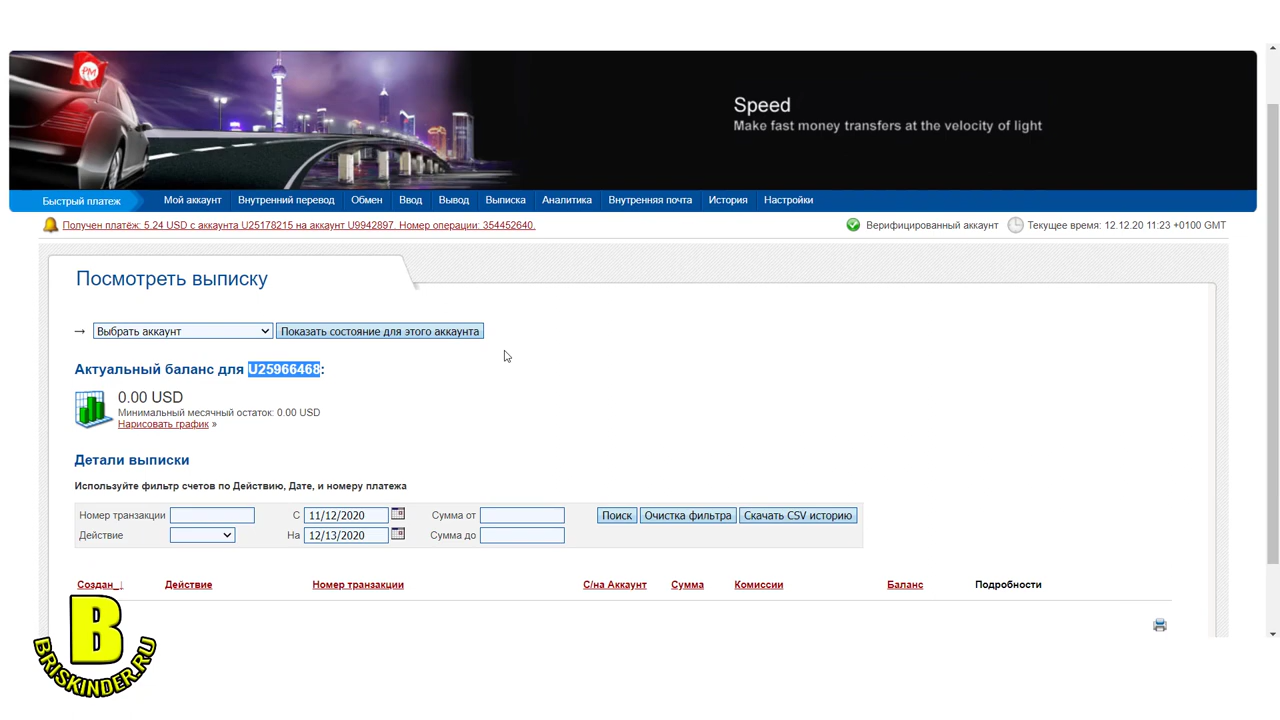 PM
Speed
Make fast money transfers at the velocity of light
Быстрый платеж Мой аккаунт Внутренний перевод Обмен Ввод Вывод Выписка Аналитика Внутренняя почта История Настройки
Получен платёж: 5.24 USD с аккаунта U25178215 на аккаунт U9942897. Номер операции: 354452640. Верифицированный аккаунт Текущее время: 12.12.20 11:23 +0100 GMT
Посмотреть выписку
→ Выбрать аккаунт Показать состояние для этого аккаунта
Актуальный баланс для U25966468:
0.00 USD
Минимальный месячный остаток: 0.00 USD
Нарисовать график »
Детали выписки
Используйте фильтр счетов по Действию, Дате, и номеру платежа
Номер транзакции С 11/12/2020 Сумма от Поиск Очистка фильтра Скачать CSV историю
Действие На 12/13/2020 Сумма до
Создан ↓ Действие Номер транзакции С/на Аккаунт Сумма Комиссии Баланс Подробности
B
BRISKINDER.RU